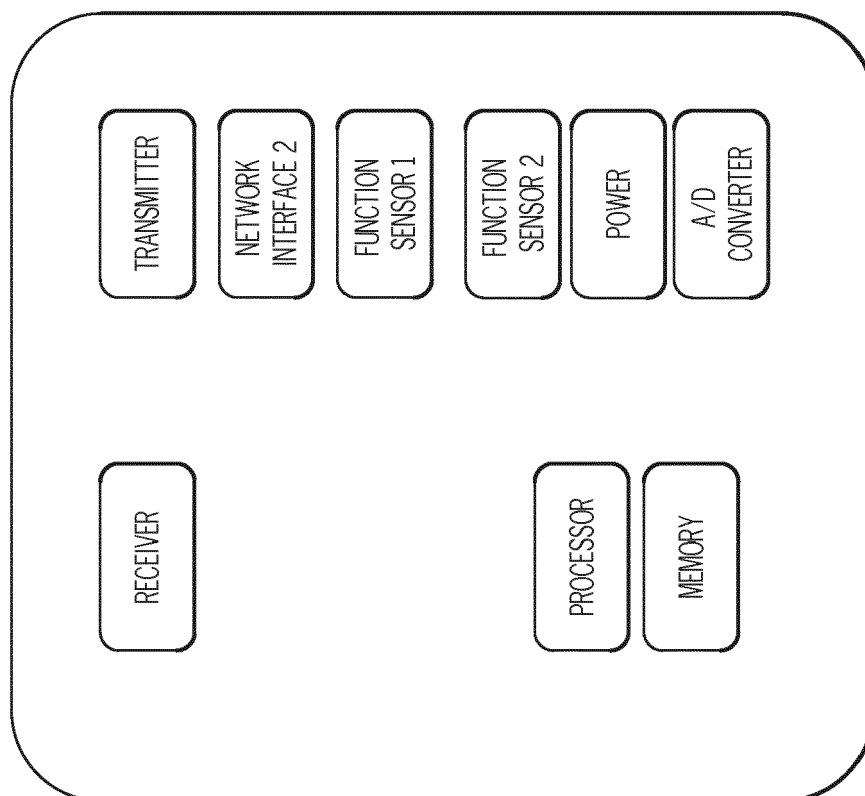 TRANSMITTER
NETWORK
INTERFACE 2
FUNCTION
SENSOR 1
FUNCTION
SENSOR 2
POWER
A/D
CONVERTER
RECEIVER
PROCESSOR
MEMORY